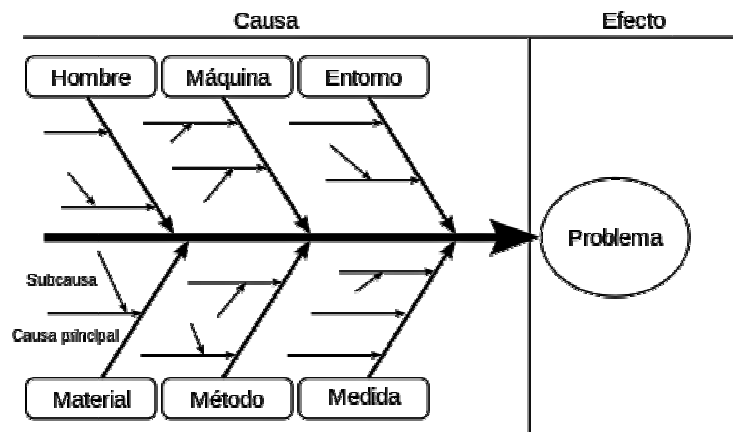 Causa
Efecto
Hombre
Máquina
Entorno
Problema
Subcausa
Causa principal
Material
Método
Medida